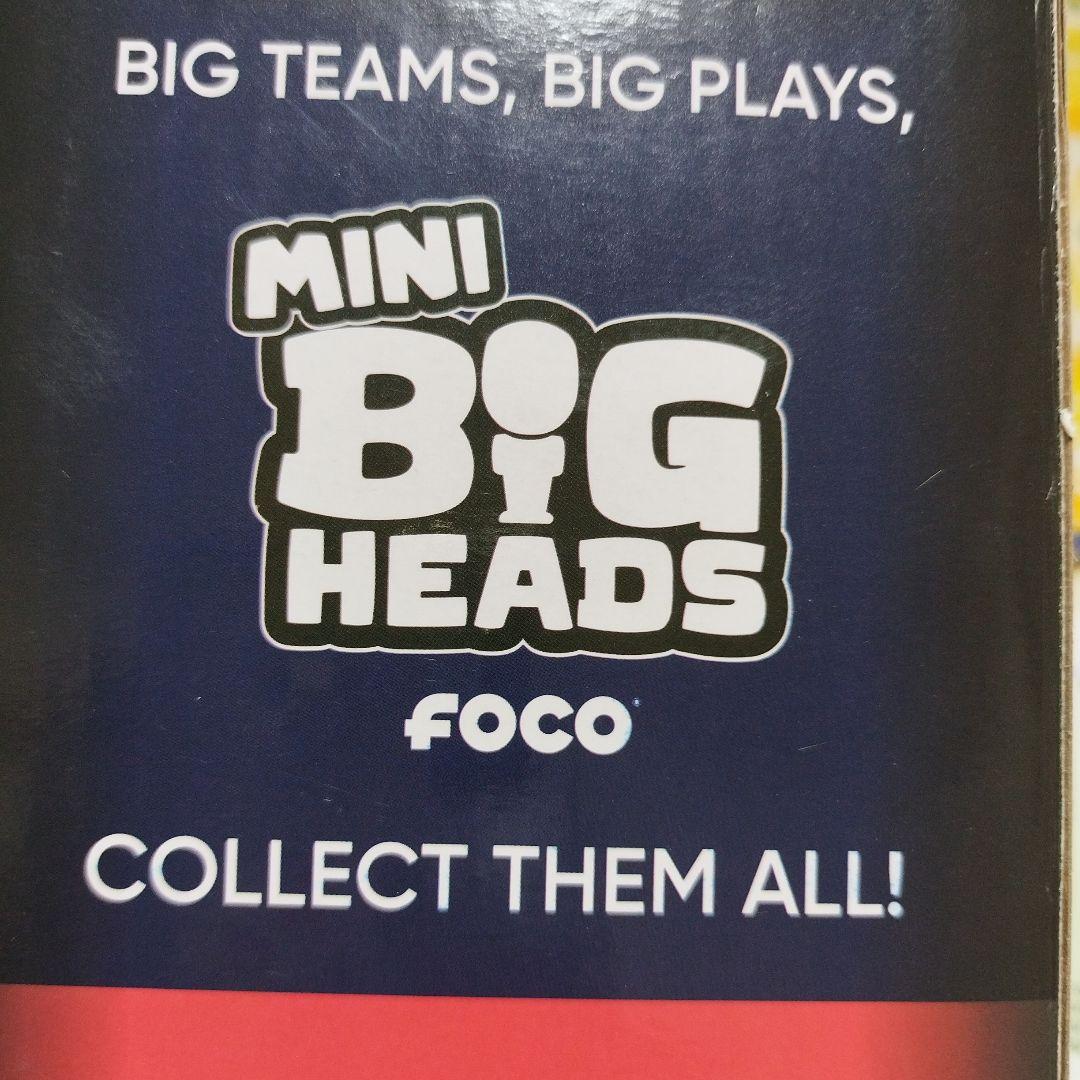 BIG TEAMS, BIG PLAYS,
MINI
BIG
HEADS
FOCO
COLLECT THEM ALL!